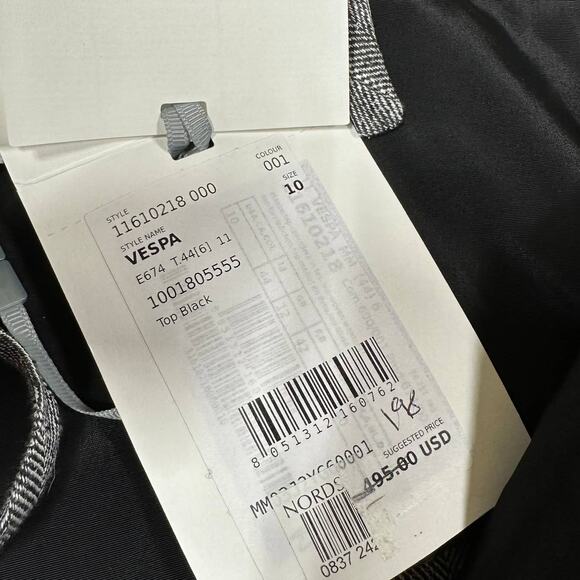 STYLE
11610218 000
COLOUR
001
STYLE NAME
VESPA
SIZE
10
E674 T.44[6] 11
1001805555
Top Black
8 051312 160762
198
SUGGESTED PRICE
495.00 USD
NORDS
0837 242